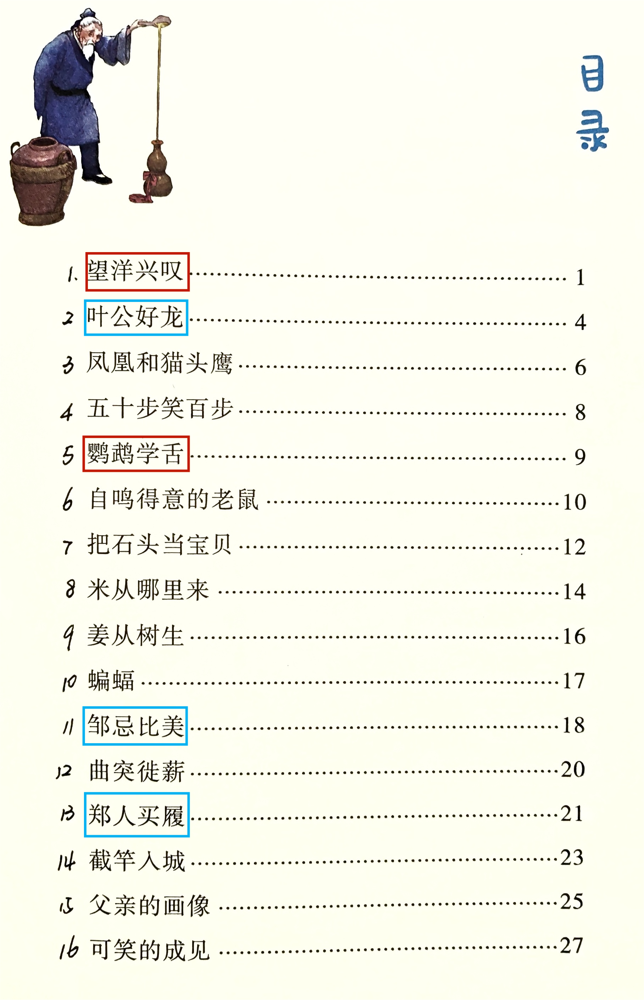 目录
1. 望洋兴叹 1
2 叶公好龙 4
3 凤凰和猫头鹰 6
4 五十步笑百步 8
5 鹦鹉学舌 9
6 自鸣得意的老鼠 10
7 把石头当宝贝 12
8 米从哪里来 14
9 姜从树生 16
10 蝙蝠 17
11 邹忌比美 18
12 曲突徙薪 20
13 郑人买履 21
14 截竿入城 23
15 父亲的画像 25
16 可笑的成见 27